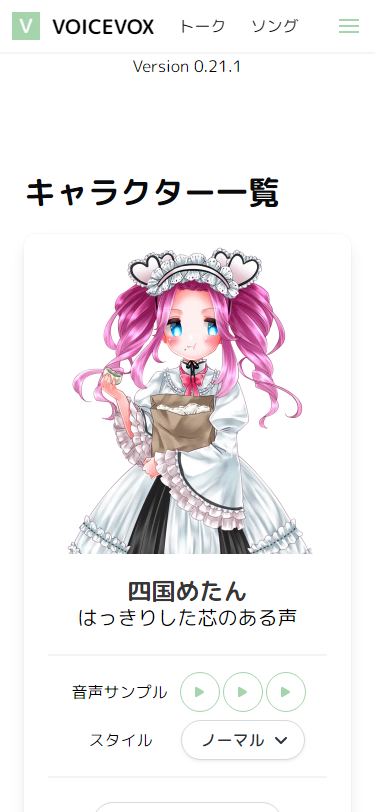 V VOICEVOX トーク ソング
Version 0.21.1
キャラクター一覧
四国めたん
はっきりした芯のある声
音声サンプル
スタイル ノーマル